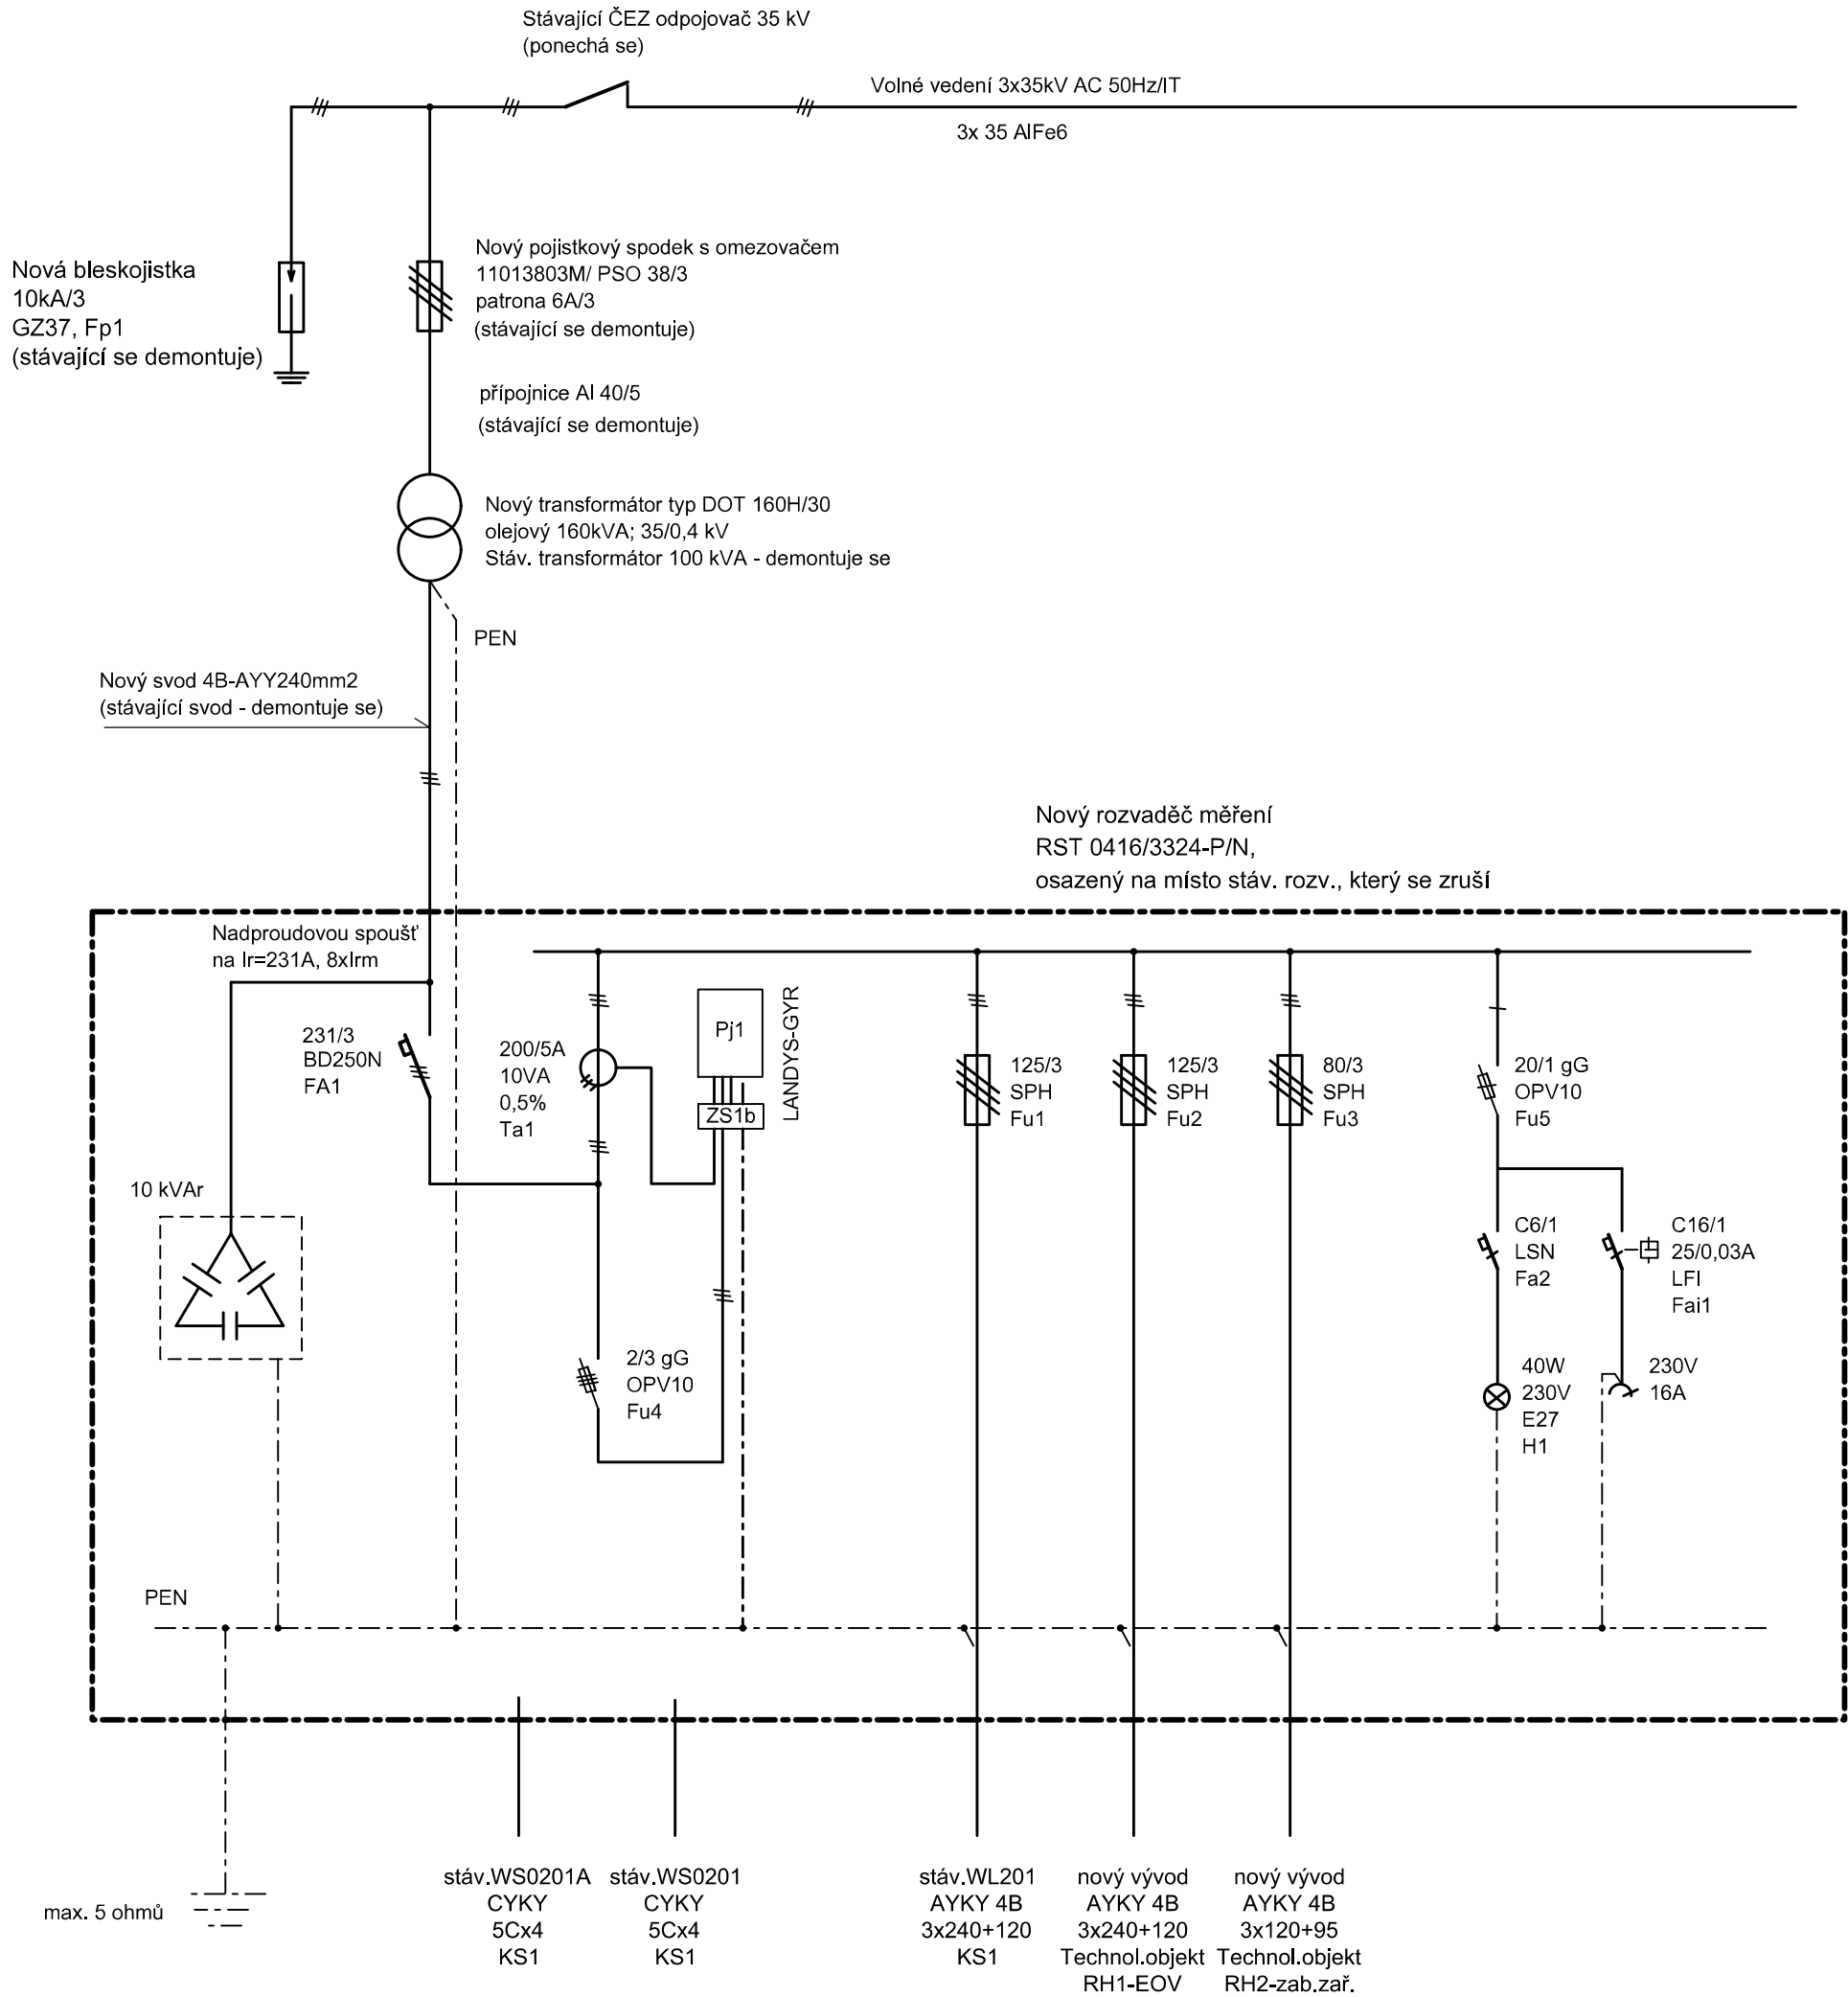 Stávající ČEZ odpojovač 35 kV
(ponechá se)
Volné vedení 3x35kV AC 50Hz/IT
3x 35 AlFe6
Nová bleskojistka
10kA/3
GZ37, Fp1
(stávající se demontuje)
Nový pojistkový spodek s omezovačem
11013803M/ PSO 38/3
patrona 6A/3
(stávající se demontuje)
přípojnice Al 40/5
(stávající se demontuje)
Nový transformátor typ DOT 160H/30
olejový 160kVA; 35/0,4 kV
Stáv. transformátor 100 kVA - demontuje se
PEN
Nový svod 4B-AYY240mm2
(stávající svod - demontuje se)
Nový rozvaděč měření
RST 0416/3324-P/N,
osazený na místo stáv. rozv., který se zruší
Nadproudovou spoušť
na Ir=231A, 8xIrm
231/3
BD250N
FA1
200/5A
10VA
0,5%
Ta1
Pj1
ZS1b
LANDYS-GYR
125/3
SPH
Fu1
125/3
SPH
Fu2
80/3
SPH
Fu3
20/1 gG
OPV10
Fu5
10 kVAr
C6/1
LSN
Fa2
C16/1
25/0,03A
LFI
Fai1
2/3 gG
OPV10
Fu4
40W
230V
E27
H1
230V
16A
PEN
max. 5 ohmů
stáv.WS0201A
CYKY
5Cx4
KS1
stáv.WS0201
CYKY
5Cx4
KS1
stáv.WL201
AYKY 4B
3x240+120
KS1
nový vývod
AYKY 4B
3x240+120
Technol.objekt
RH1-EOV
nový vývod
AYKY 4B
3x120+95
Technol.objekt
RH2-zab.zař.